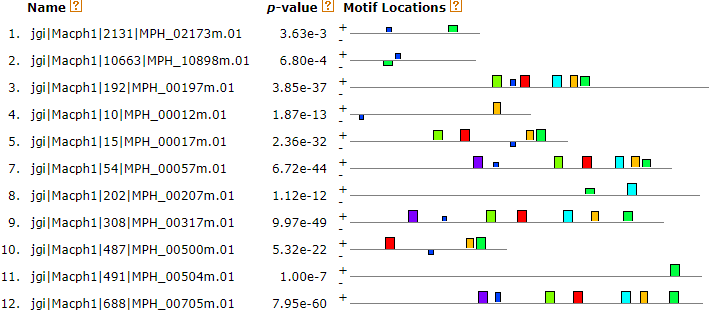 Name ? p-value ? Motif Locations ?
1. jgi|Macph1|2131|MPH_02173m.01 3.63e-3 + -
2. jgi|Macph1|10663|MPH_10898m.01 6.80e-4 + -
3. jgi|Macph1|192|MPH_00197m.01 3.85e-37 + -
4. jgi|Macph1|10|MPH_00012m.01 1.87e-13 + -
5. jgi|Macph1|15|MPH_00017m.01 2.36e-32 + -
7. jgi|Macph1|54|MPH_00057m.01 6.72e-44 + -
8. jgi|Macph1|202|MPH_00207m.01 1.12e-12 + -
9. jgi|Macph1|308|MPH_00317m.01 9.97e-49 + -
10. jgi|Macph1|487|MPH_00500m.01 5.32e-22 + -
11. jgi|Macph1|491|MPH_00504m.01 1.00e-7 + -
12. jgi|Macph1|688|MPH_00705m.01 7.95e-60 +